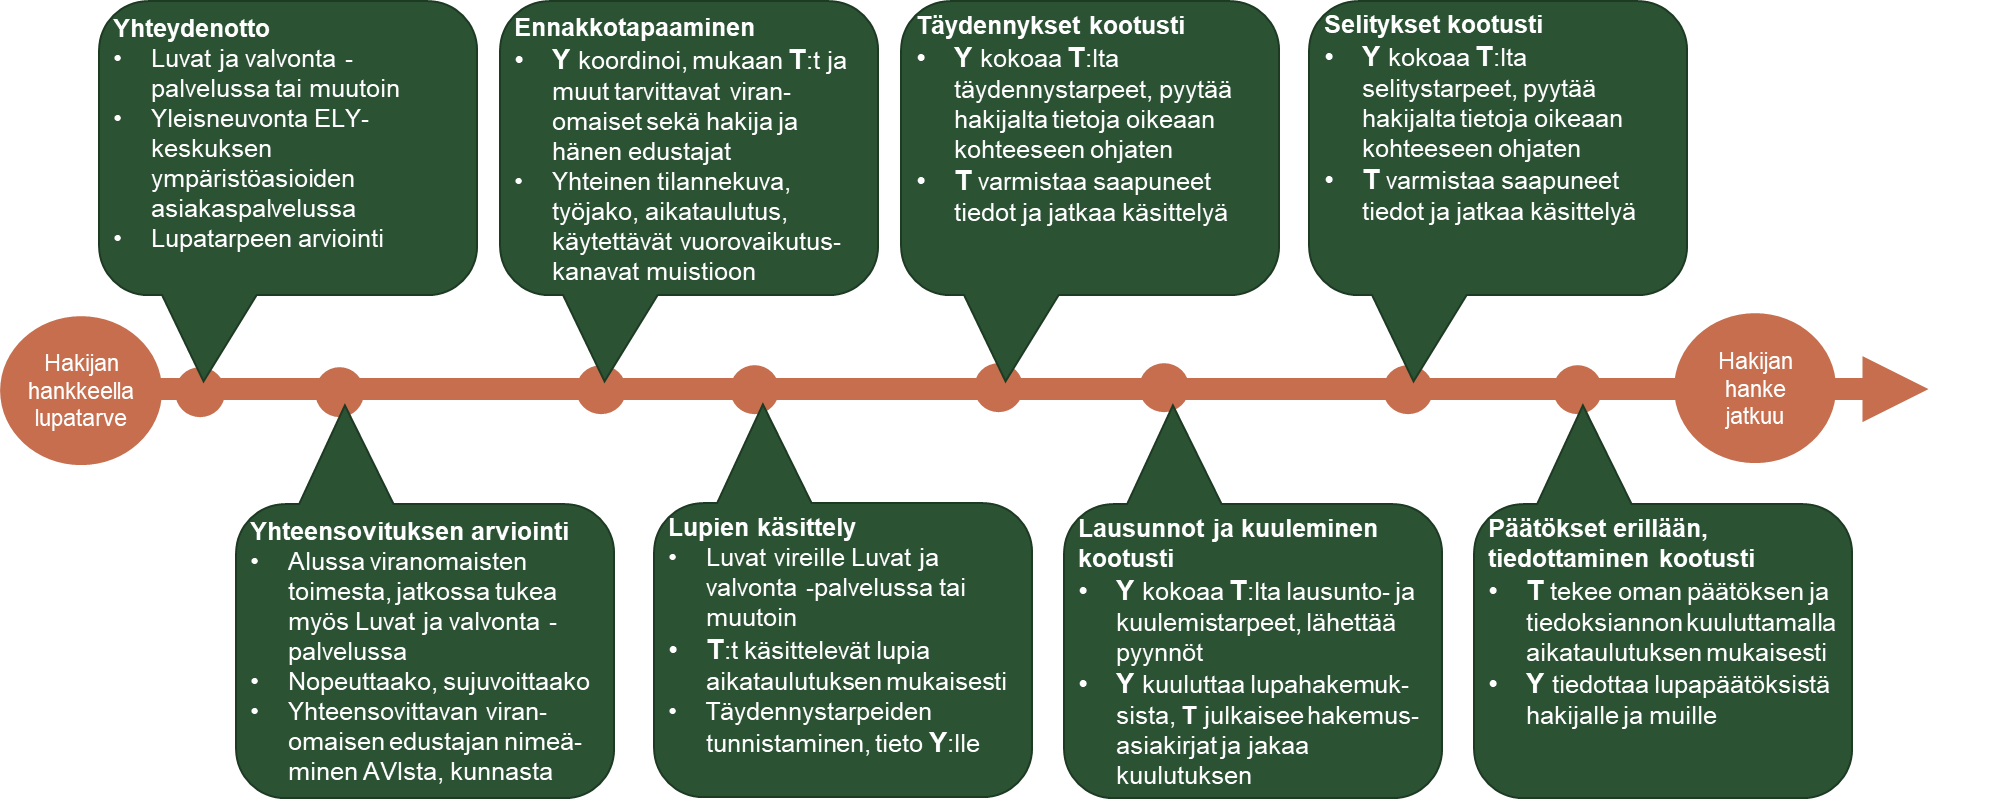 Yhteydenotto
• Luvat ja valvonta -
palvelussa tai muutoin
• Yleisneuvonta ELY-
keskuksen
ympäristöasioiden
asiakaspalvelussa
• Lupatarpeen arviointi
Ennakkotapaaminen
• Y koordinoi, mukaan T:t ja
muut tarvittavat viran-
omaiset sekä hakija ja
hänen edustajat
• Yhteinen tilannekuva,
työjako, aikataulutus,
käytettävät vuorovaikutus-
kanavat muistioon
Täydennykset kootusti
• Y kokoaa T:lta
täydennystarpeet, pyytää
hakijalta tietoja oikeaan
kohteeseen ohjaten
• T varmistaa saapuneet
tiedot ja jatkaa käsittelyä
Selitykset kootusti
• Y kokoaa T:lta
selitystarpeet, pyytää
hakijalta tietoja oikeaan
kohteeseen ohjaten
• T varmistaa saapuneet
tiedot ja jatkaa käsittelyä
Hakijan
hankkeella
lupatarve
Hakijan
hanke
jatkuu
Yhteensovituksen arviointi
• Alussa viranomaisten
toimesta, jatkossa tukea
myös Luvat ja valvonta -
palvelussa
• Nopeuttaako, sujuvoittaako
• Yhteensovittavan viran-
omaisen edustajan nimeä-
minen AVIsta, kunnasta
Lupien käsittely
• Luvat vireille Luvat ja
valvonta -palvelussa tai
muutoin
• T:t käsittelevät lupia
aikataulutuksen mukaisesti
• Täydennystarpeiden
tunnistaminen, tieto Y:lle
Lausunnot ja kuuleminen
kootusti
• Y kokoaa T:lta lausunto- ja
kuulemistarpeet, lähettää
pyynnöt
• Y kuuluttaa lupahakemuk-
sista, T julkaisee hakemus-
asiakirjat ja jakaa
kuulutuksen
Päätökset erillään,
tiedottaminen kootusti
• T tekee oman päätöksen ja
tiedoksiannon kuuluttamalla
aikataulutuksen mukaisesti
• Y tiedottaa lupapäätöksistä
hakijalle ja muille